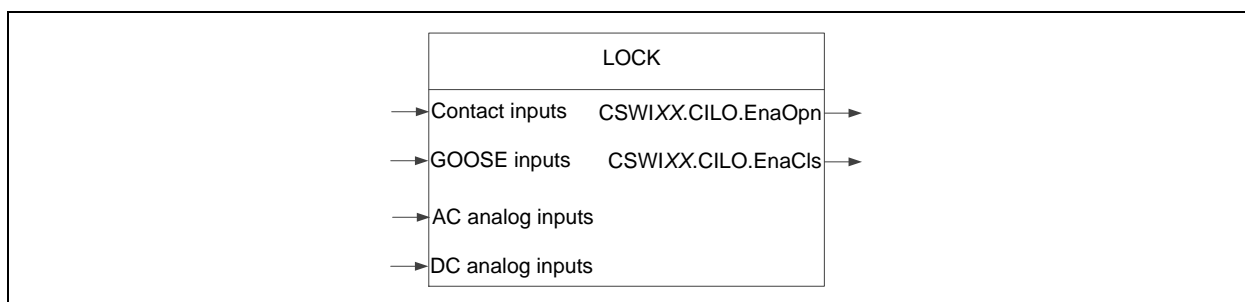 LOCK
Contact inputs CSWIXX.CILO.EnaOpn
GOOSE inputs CSWIXX.CILO.EnaCls
AC analog inputs
DC analog inputs